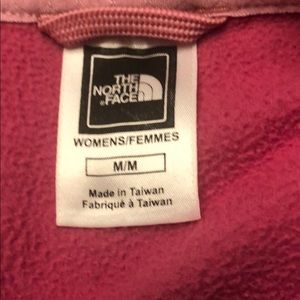 THE
NORTH
FACE
WOMENS/FEMMES
M/M
Made in Taiwan
Fabriqué à Taiwan